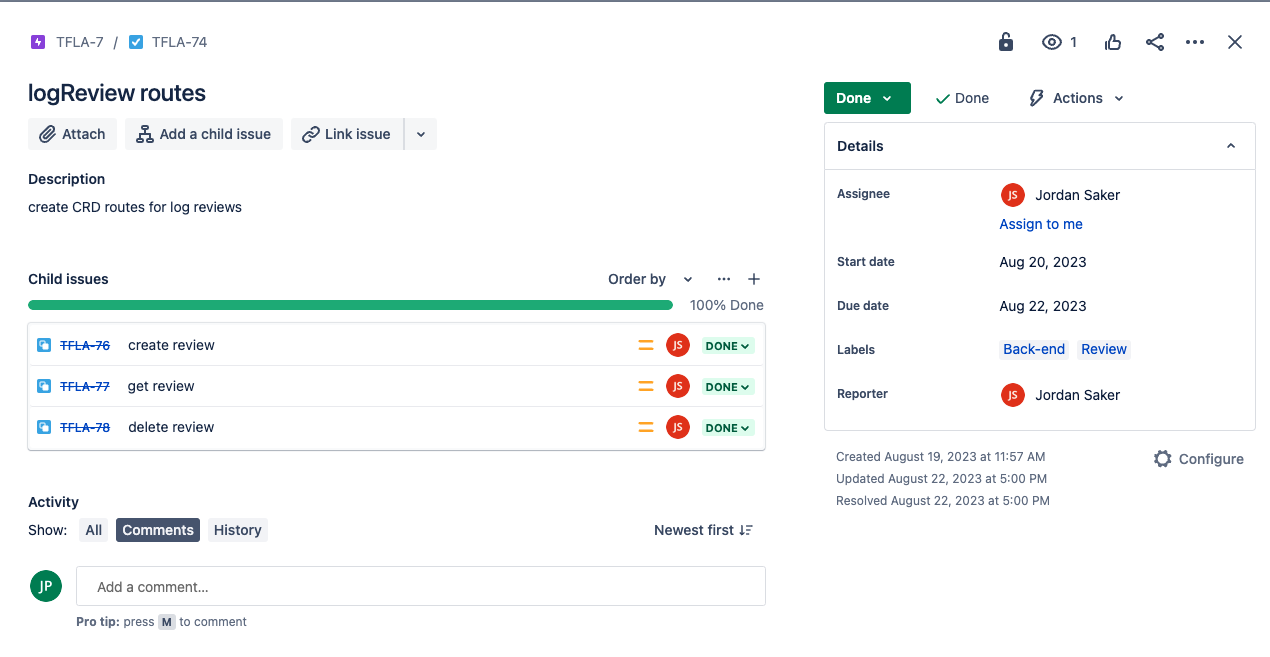 TFLA-7 / TFLA-74
1
logReview routes
Attach
Add a child issue
Link issue
Description
create CRD routes for log reviews
Child issues
Order by
100% Done
TFLA-76 create review JS DONE
TFLA-77 get review JS DONE
TFLA-78 delete review JS DONE
Activity
Show: All Comments History
Newest first
JP
Add a comment...
Pro tip: press M to comment
Done
Done
Actions
Details
Assignee
JS Jordan Saker
Assign to me
Start date
Aug 20, 2023
Due date
Aug 22, 2023
Labels
Back-end Review
Reporter
JS Jordan Saker
Created August 19, 2023 at 11:57 AM
Updated August 22, 2023 at 5:00 PM
Resolved August 22, 2023 at 5:00 PM
Configure